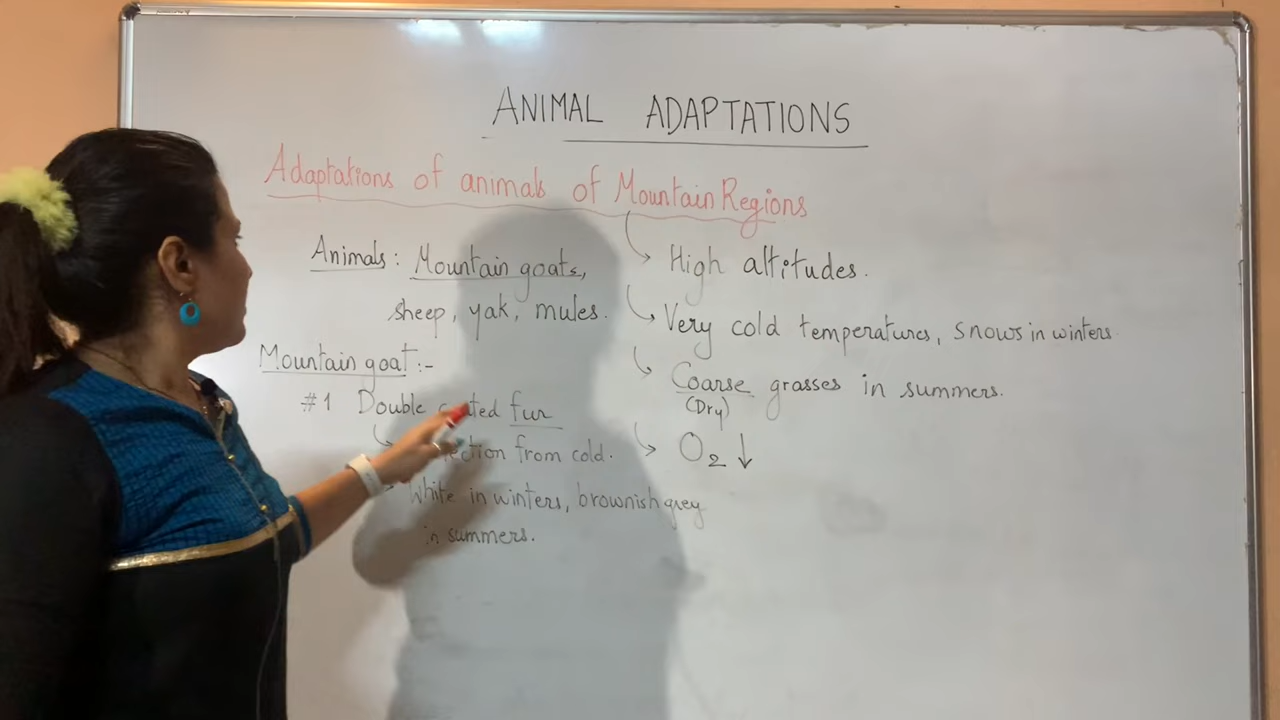 ANIMAL ADAPTATIONS
Adaptations of animals of Mountain Regions
Animals: Mountain goats,
sheep, yak, mules.
Mountain goat:-
#1 Double fur
from cold.
White in winters, brownish grey
in summers.
High altitudes.
Very cold temperatures, snows in winters.
Coarse grasses in summers.
(Dry)
O2 ↓